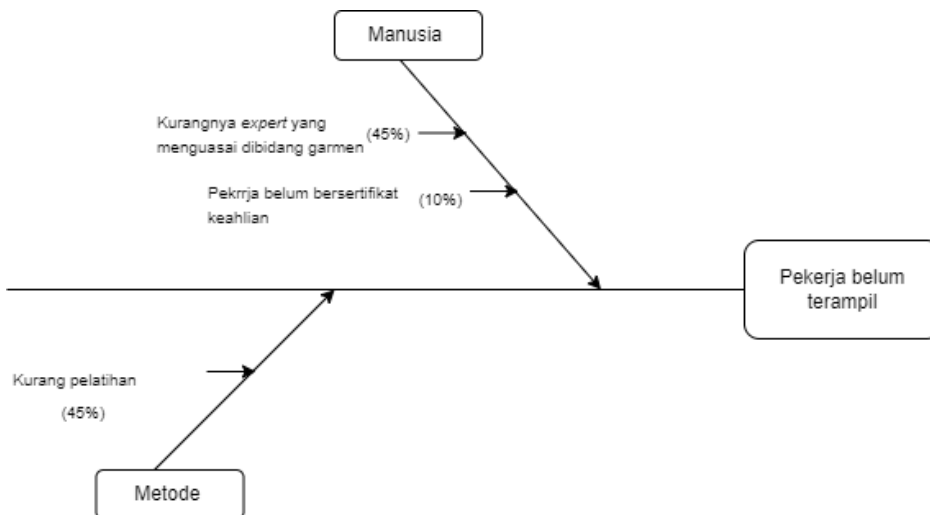 Manusia
Kurangnya expert yang (45%)
menguasai dibidang garmen
Pekrrja belum bersertifikat (10%)
keahlian
Pekerja belum
terampil
Kurang pelatihan
(45%)
Metode